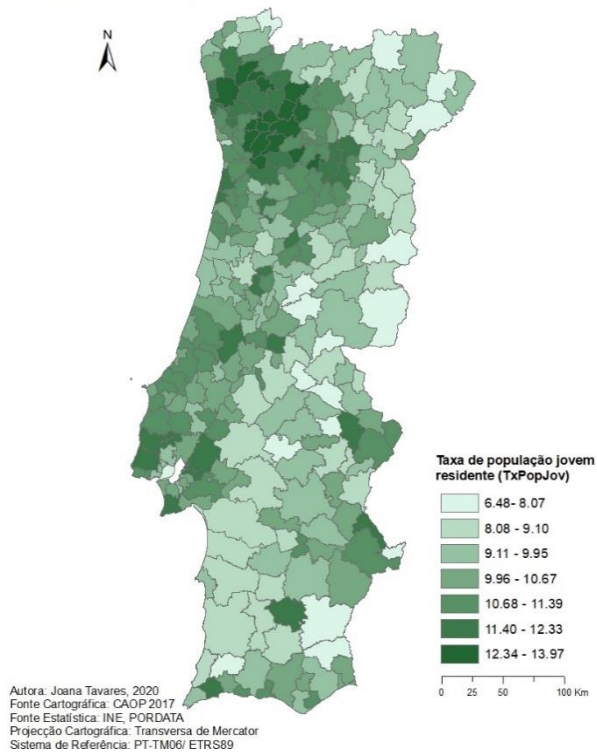 N
Taxa de população jovem
residente (TxPopJov)
6.48- 8.07
8.08 - 9.10
9.11 - 9.95
9.96 - 10.67
10.68 - 11.39
11.40 - 12.33
12.34 - 13.97
0 25 50 100 Km
Autora: Joana Tavares, 2020
Fonte Cartográfica: CAOP 2017
Fonte Estatística: INE, PORDATA
Projecção Cartográfica: Transversa de Mercator
Sistema de Referência: PT-TM06/ ETRS89